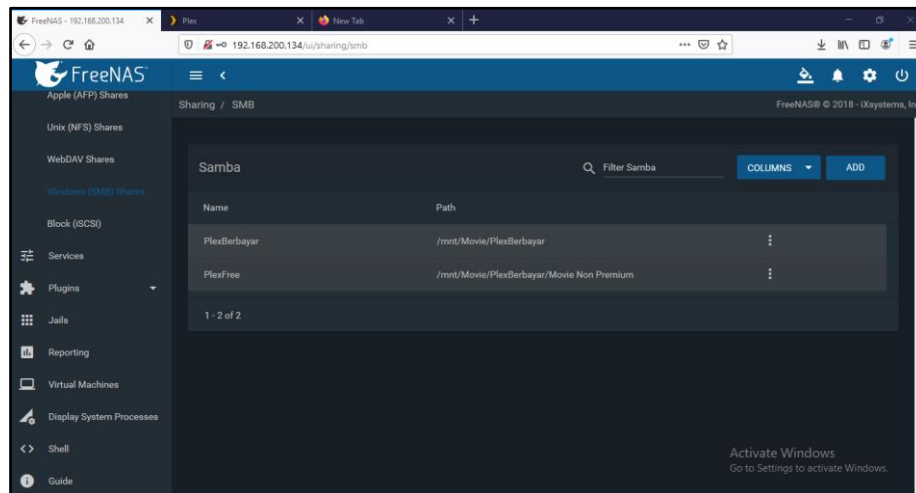 FreeNAS - 192.168.200.134
Plex
New Tab
192.168.200.134/ui/sharing/smb
FreeNAS
Apple (AFP) Shares
Unix (NFS) Shares
WebDAV Shares
Windows (SMB) Shares
Block (iSCSI)
Services
Plugins
Jails
Reporting
Virtual Machines
Display System Processes
Shell
Guide
Sharing / SMB
FreeNAS® © 2018 - iXsystems, In
Samba
Filter Samba
COLUMNS
ADD
Name Path
PlexBerbayar /mnt/Movie/PlexBerbayar
PlexFree /mnt/Movie/PlexBerbayar/Movie Non Premium
1 - 2 of 2
Activate Windows
Go to Settings to activate Windows.